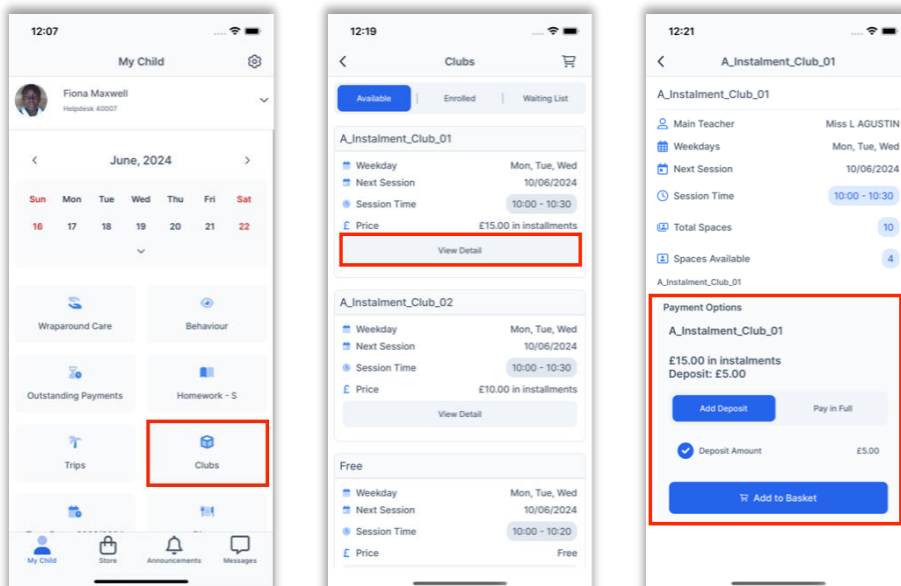 12:07
My Child
Fiona Maxwell
Helpdesk 40007
June, 2024
Sun Mon Tue Wed Thu Fri Sat
16 17 18 19 20 21 22
Wraparound Care Behaviour
Outstanding Payments Homework - S
Trips Clubs
My Child Store Announcements Messages
12:19
Clubs
Available Enrolled Waiting List
A_Instalment_Club_01
Weekday Mon, Tue, Wed
Next Session 10/06/2024
Session Time 10:00 - 10:30
£ Price £15.00 in installments
View Detail
A_Instalment_Club_02
Weekday Mon, Tue, Wed
Next Session 10/06/2024
Session Time 10:00 - 10:30
£ Price £10.00 in installments
View Detail
Free
Weekday Mon, Tue, Wed
Next Session 10/06/2024
Session Time 10:00 - 10:20
£ Price Free
12:21
A_Instalment_Club_01
A_Instalment_Club_01
Main Teacher Miss L AGUSTIN
Weekdays Mon, Tue, Wed
Next Session 10/06/2024
Session Time 10:00 - 10:30
Total Spaces 10
Spaces Available 4
A_Instalment_Club_01
Payment Options
A_Instalment_Club_01
£15.00 in instalments
Deposit: £5.00
Add Deposit Pay in Full
Deposit Amount £5.00
Add to Basket